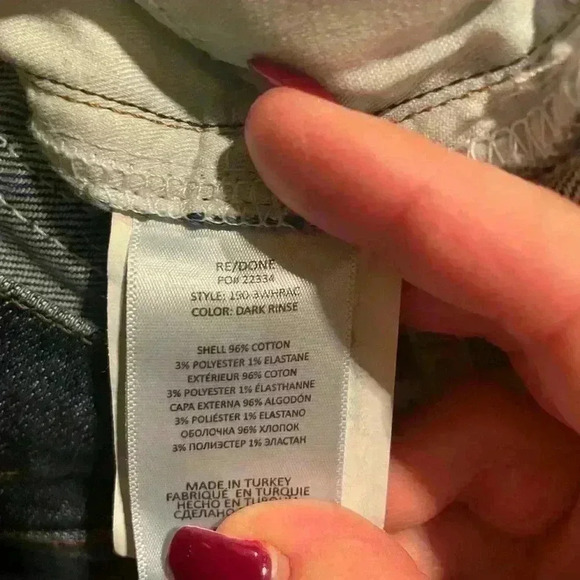 RE/DONE
PO# 22334
STYLE: 190-3WHRAC
COLOR: DARK RINSE
SHELL 96% COTTON
3% POLYESTER 1% ELASTANE
EXTÉRIEUR 96% COTON
3% POLYESTER 1% ÉLASTHANNE
CAPA EXTERNA 96% ALGODÓN
3% POLIÉSTER 1% ELASTANO
ОБОЛОЧКА 96% ХЛОПОК
3% ПОЛИЭСТЕР 1% ЭЛАСТАН
MADE IN TURKEY
FABRIQUE EN TURQUIE
HECHO EN
СДЕЛАНО